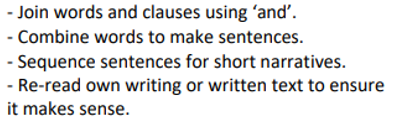 - Join words and clauses using ‘and’.
- Combine words to make sentences.
- Sequence sentences for short narratives.
- Re-read own writing or written text to ensure
it makes sense.